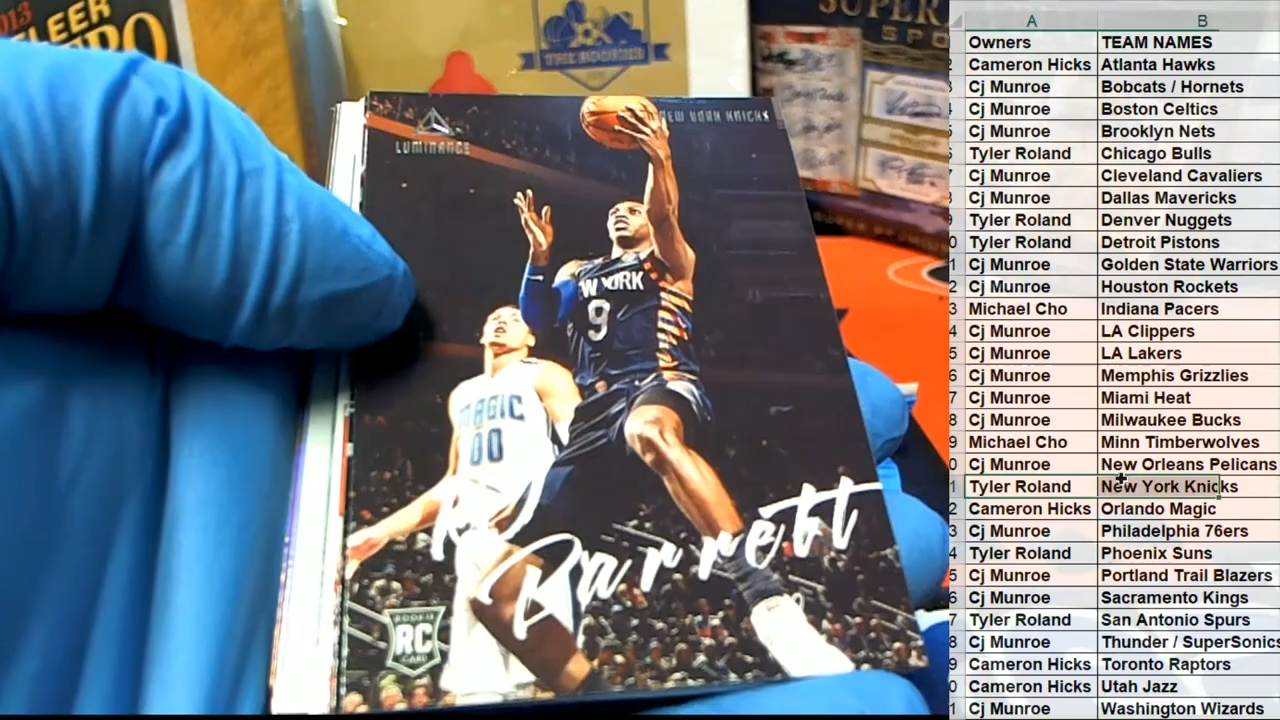 2013
FLEER
RETRO
THE BOOMIES
SUPER
SPO
NEW YORK KNICKS
LUMINANCE
NEW YORK
9
MAGIC
00
RJ
Barrett
ROOKIE
RC
CARD
A B
Owners TEAM NAMES
Cameron Hicks Atlanta Hawks
Cj Munroe Bobcats / Hornets
Cj Munroe Boston Celtics
Cj Munroe Brooklyn Nets
Tyler Roland Chicago Bulls
Cj Munroe Cleveland Cavaliers
Cj Munroe Dallas Mavericks
Tyler Roland Denver Nuggets
Tyler Roland Detroit Pistons
Cj Munroe Golden State Warriors
Cj Munroe Houston Rockets
Michael Cho Indiana Pacers
Cj Munroe LA Clippers
Cj Munroe LA Lakers
Cj Munroe Memphis Grizzlies
Cj Munroe Miami Heat
Cj Munroe Milwaukee Bucks
Michael Cho Minn Timberwolves
Cj Munroe New Orleans Pelicans
Tyler Roland New York Knicks
Cameron Hicks Orlando Magic
Cj Munroe Philadelphia 76ers
Tyler Roland Phoenix Suns
Cj Munroe Portland Trail Blazers
Cj Munroe Sacramento Kings
Tyler Roland San Antonio Spurs
Cj Munroe Thunder / SuperSonics
Cameron Hicks Toronto Raptors
Cameron Hicks Utah Jazz
Cj Munroe Washington Wizards